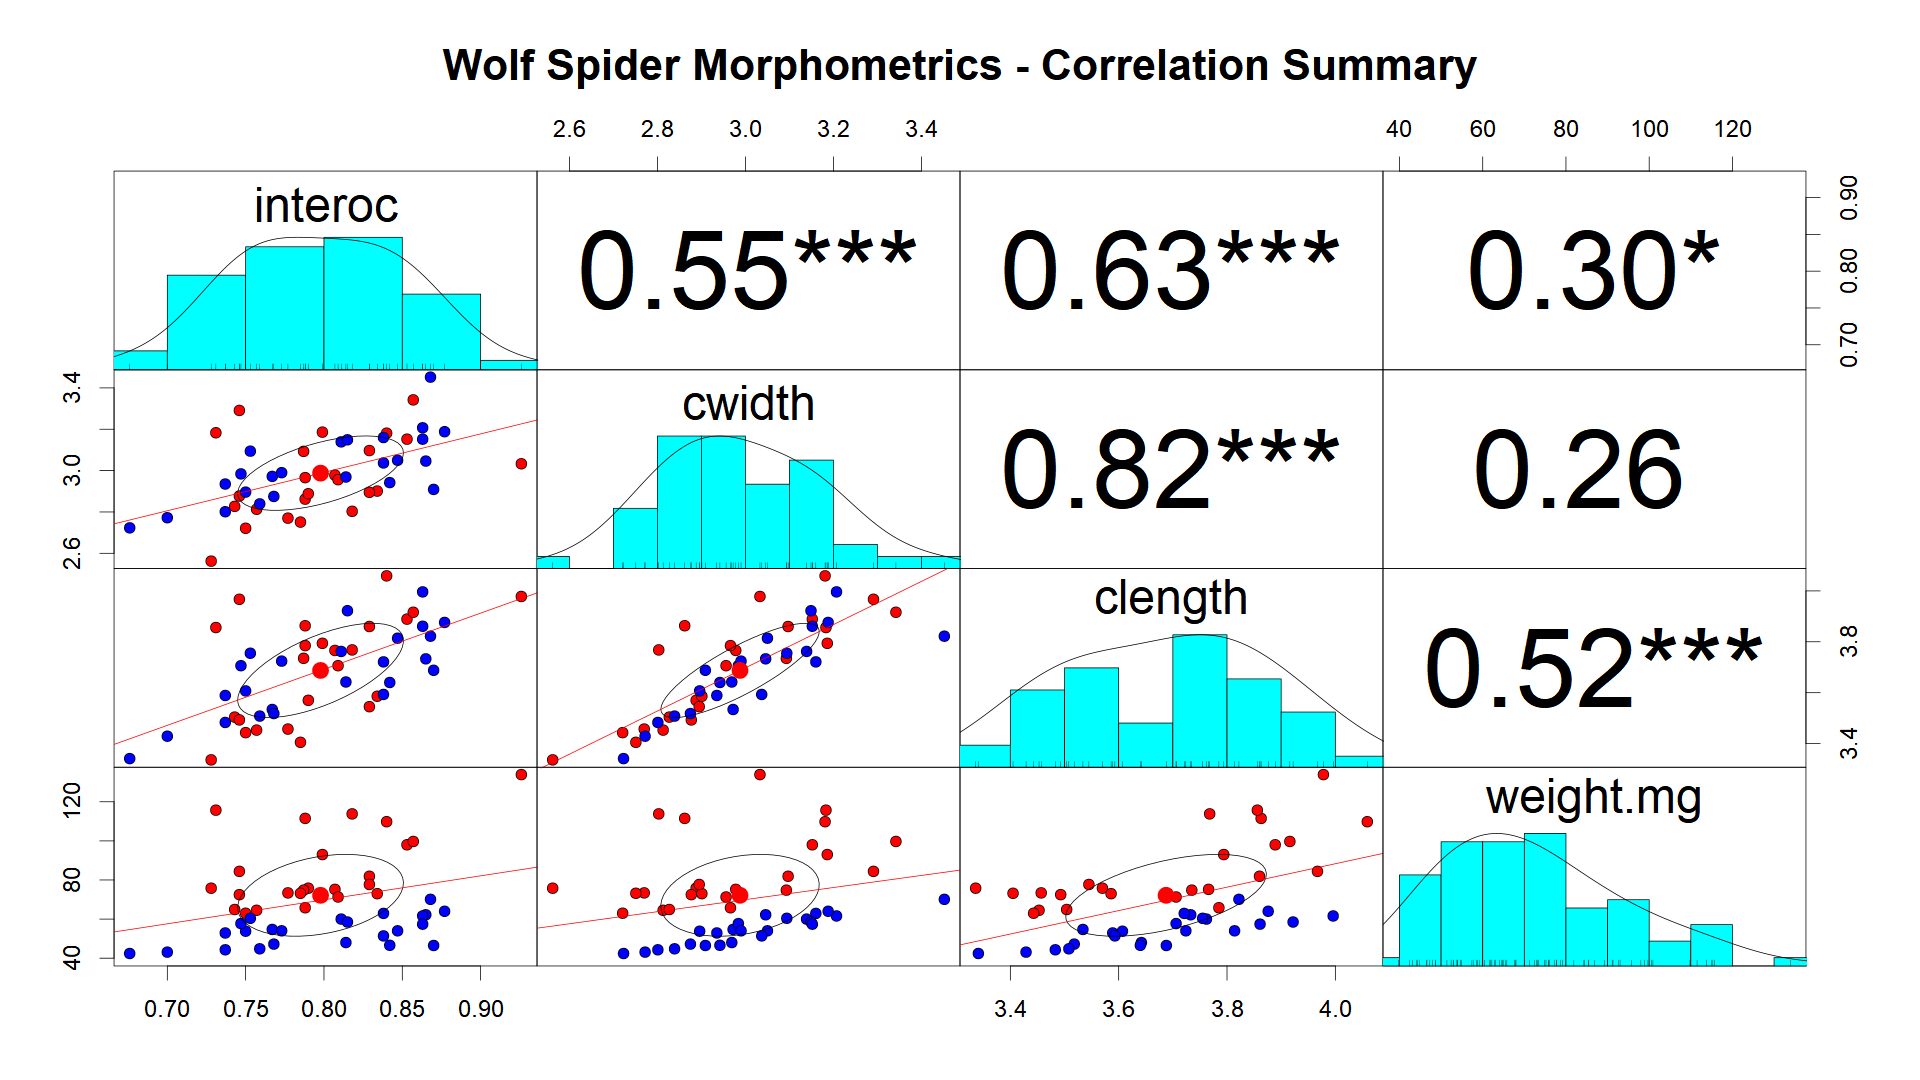 Wolf Spider Morphometrics - Correlation Summary
2.6 2.8 3.0 3.2 3.4 40 60 80 100 120
interoc 0.55*** 0.63*** 0.30* 0.70 0.80 0.90
2.6 3.0 3.4 cwidth 0.82*** 0.26
clength 0.52*** 3.4 3.8
40 80 120 weight.mg
0.70 0.75 0.80 0.85 0.90 3.4 3.6 3.8 4.0